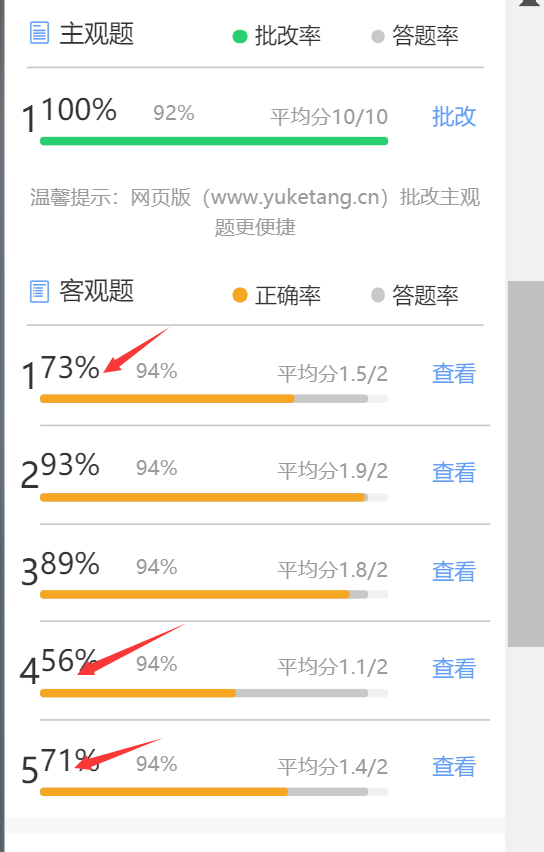 主观题 批改率 答题率
1 100% 92% 平均分10/10 批改
温馨提示：网页版（www.yuketang.cn）批改主观
题更便捷
客观题 正确率 答题率
1 73% 94% 平均分1.5/2 查看
2 93% 94% 平均分1.9/2 查看
3 89% 94% 平均分1.8/2 查看
4 56% 94% 平均分1.1/2 查看
5 71% 94% 平均分1.4/2 查看